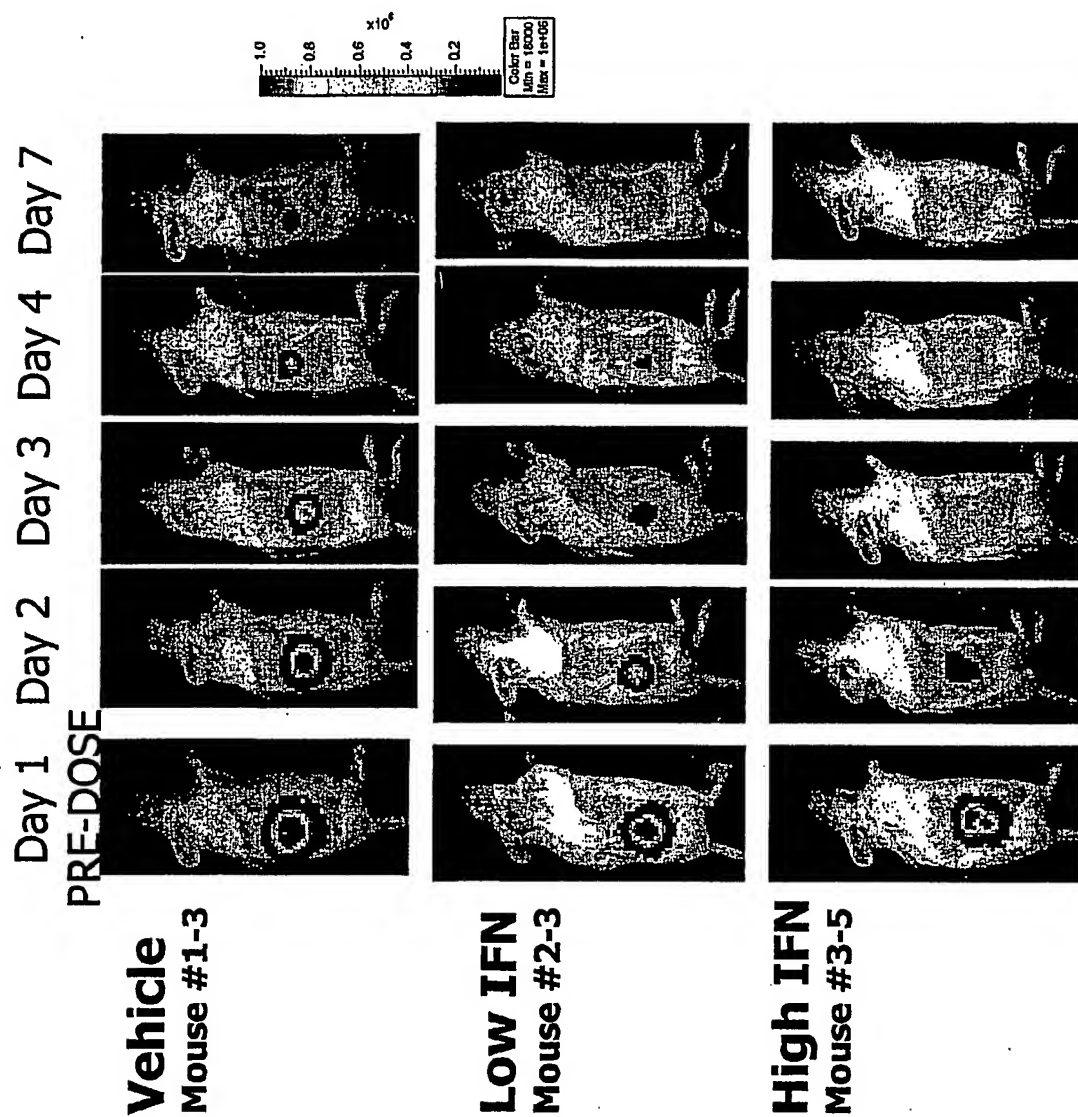 Day 1 Day 2 Day 3 Day 4 Day 7
PRE-DOSE
Vehicle
Mouse #1-3
Low IFN
Mouse #2-3
High IFN
Mouse #3-5
x10⁶
1.0
0.8
0.6
0.4
0.2
Color Bar
Min = 18000
Max = 1e+06